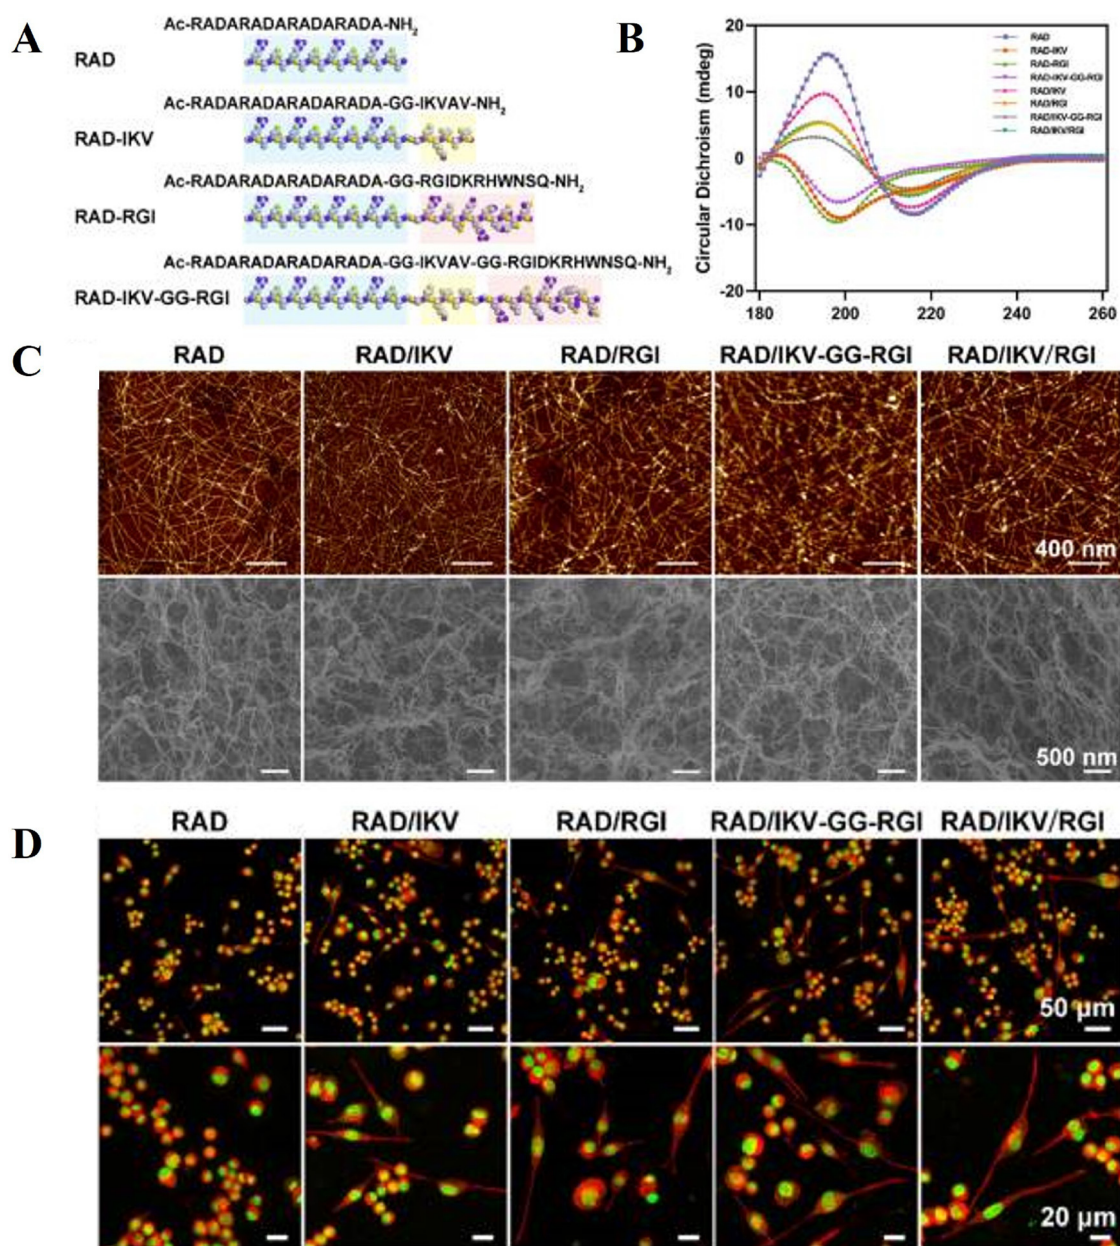 A
Ac-RADARADARADARADA-NH2
RAD
Ac-RADARADARADARADA-GG-IKVAV-NH2
RAD-IKV
Ac-RADARADARADARADA-GG-RGIDKRHWNSQ-NH2
RAD-RGI
Ac-RADARADARADARADA-GG-IKVAV-GG-RGIDKRHWNSQ-NH2
RAD-IKV-GG-RGI
B
Circular Dichroism (mdeg)
20
10
0
-10
-20
180 200 220 240 260
RAD
RAD-IKV
RAD-RGI
RAD-IKV-GG-RGI
RAD/IKV
RAD/RGI
RAD/IKV-GG-RGI
RAD/IKV/RGI
C
RAD RAD/IKV RAD/RGI RAD/IKV-GG-RGI RAD/IKV/RGI
400 nm
500 nm
D
RAD RAD/IKV RAD/RGI RAD/IKV-GG-RGI RAD/IKV/RGI
50 μm
20 μm